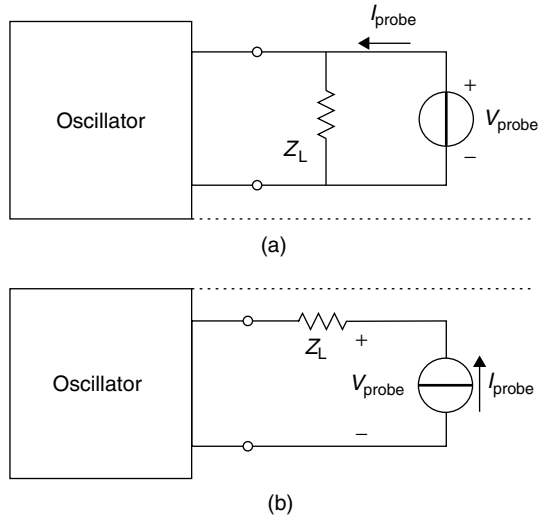 I_probe
Oscillator
Z_L
+
V_probe
−
(a)
Oscillator
Z_L
+
V_probe
I_probe
−
(b)